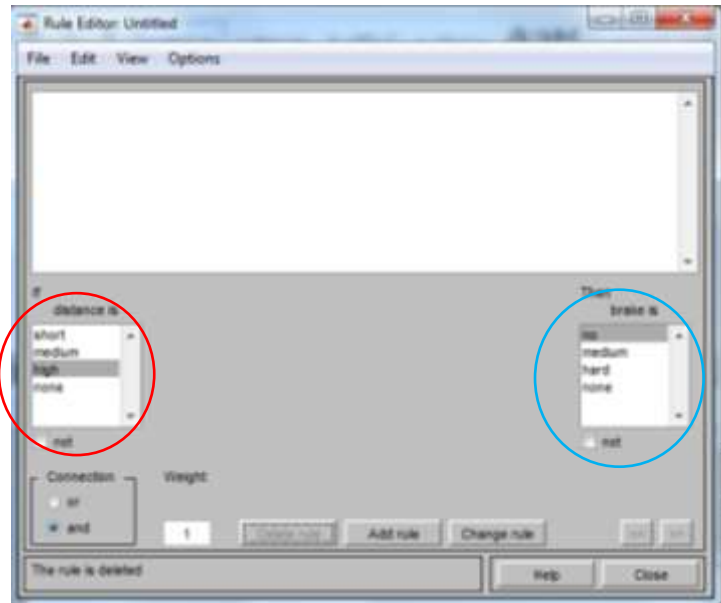 Rule Editor: Untitled
File Edit View Options
If
distance is
short
medium
high
none
not
Then
brake is
no
medium
hard
none
not
Connection
or
and
Weight:
1
Delete rule
Add rule
Change rule
<<
>>
The rule is deleted
Help
Close